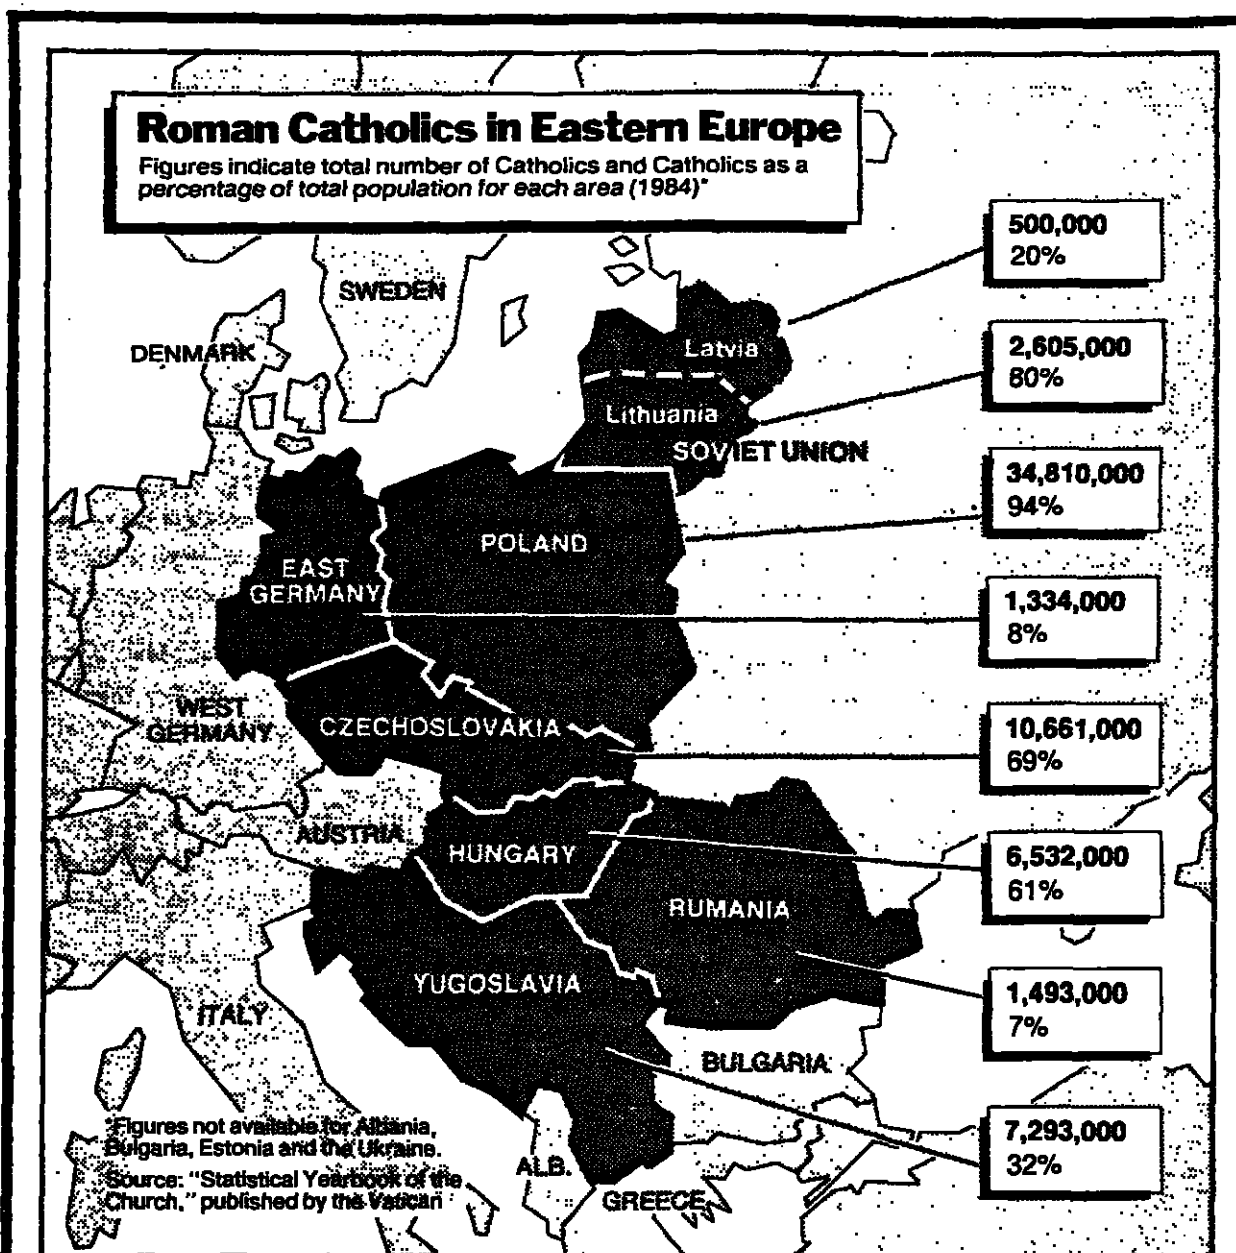 Roman Catholics in Eastern Europe
Figures indicate total number of Catholics and Catholics as a
percentage of total population for each area (1984)*
500,000
20%
SWEDEN
DENMARK
Latvia
2,605,000
80%
Lithuania
SOVIET UNION
34,810,000
94%
POLAND
EAST
GERMANY
1,334,000
8%
WEST
GERMANY
CZECHOSLOVAKIA
10,661,000
69%
AUSTRIA
HUNGARY
6,532,000
61%
RUMANIA
YUGOSLAVIA
1,493,000
7%
ITALY
BULGARIA
7,293,000
32%
ALB.
GREECE
*Figures not available for Albania,
Bulgaria, Estonia and the Ukraine.
Source: "Statistical Yearbook of the
Church," published by the Vatican